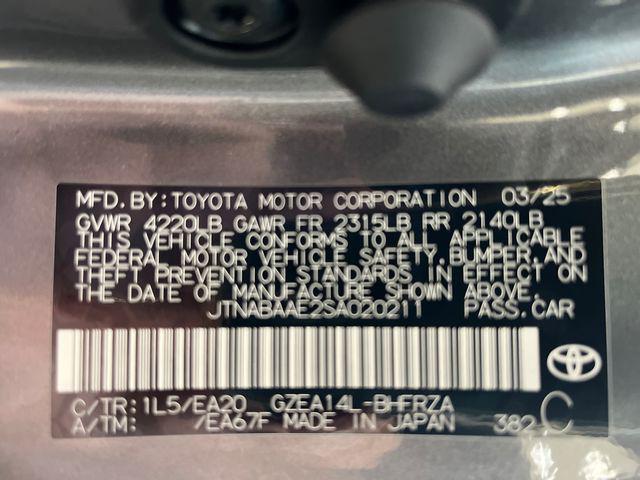 MFD. BY: TOYOTA MOTOR CORPORATION 03/25
GVWR 4220LB GAWR FR 2315LB RR 2140LB
THIS VEHICLE CONFORMS TO ALL APPLICABLE
FEDERAL MOTOR VEHICLE SAFETY, BUMPER, AND
THEFT PREVENTION STANDARDS IN EFFECT ON
THE DATE OF MANUFACTURE SHOWN ABOVE.
JTNABAAE2SA020211 PASS. CAR
C/TR: 1L5/EA20 GZEA14L-BHFRZA
A/TM: /EA67F MADE IN JAPAN 382 C